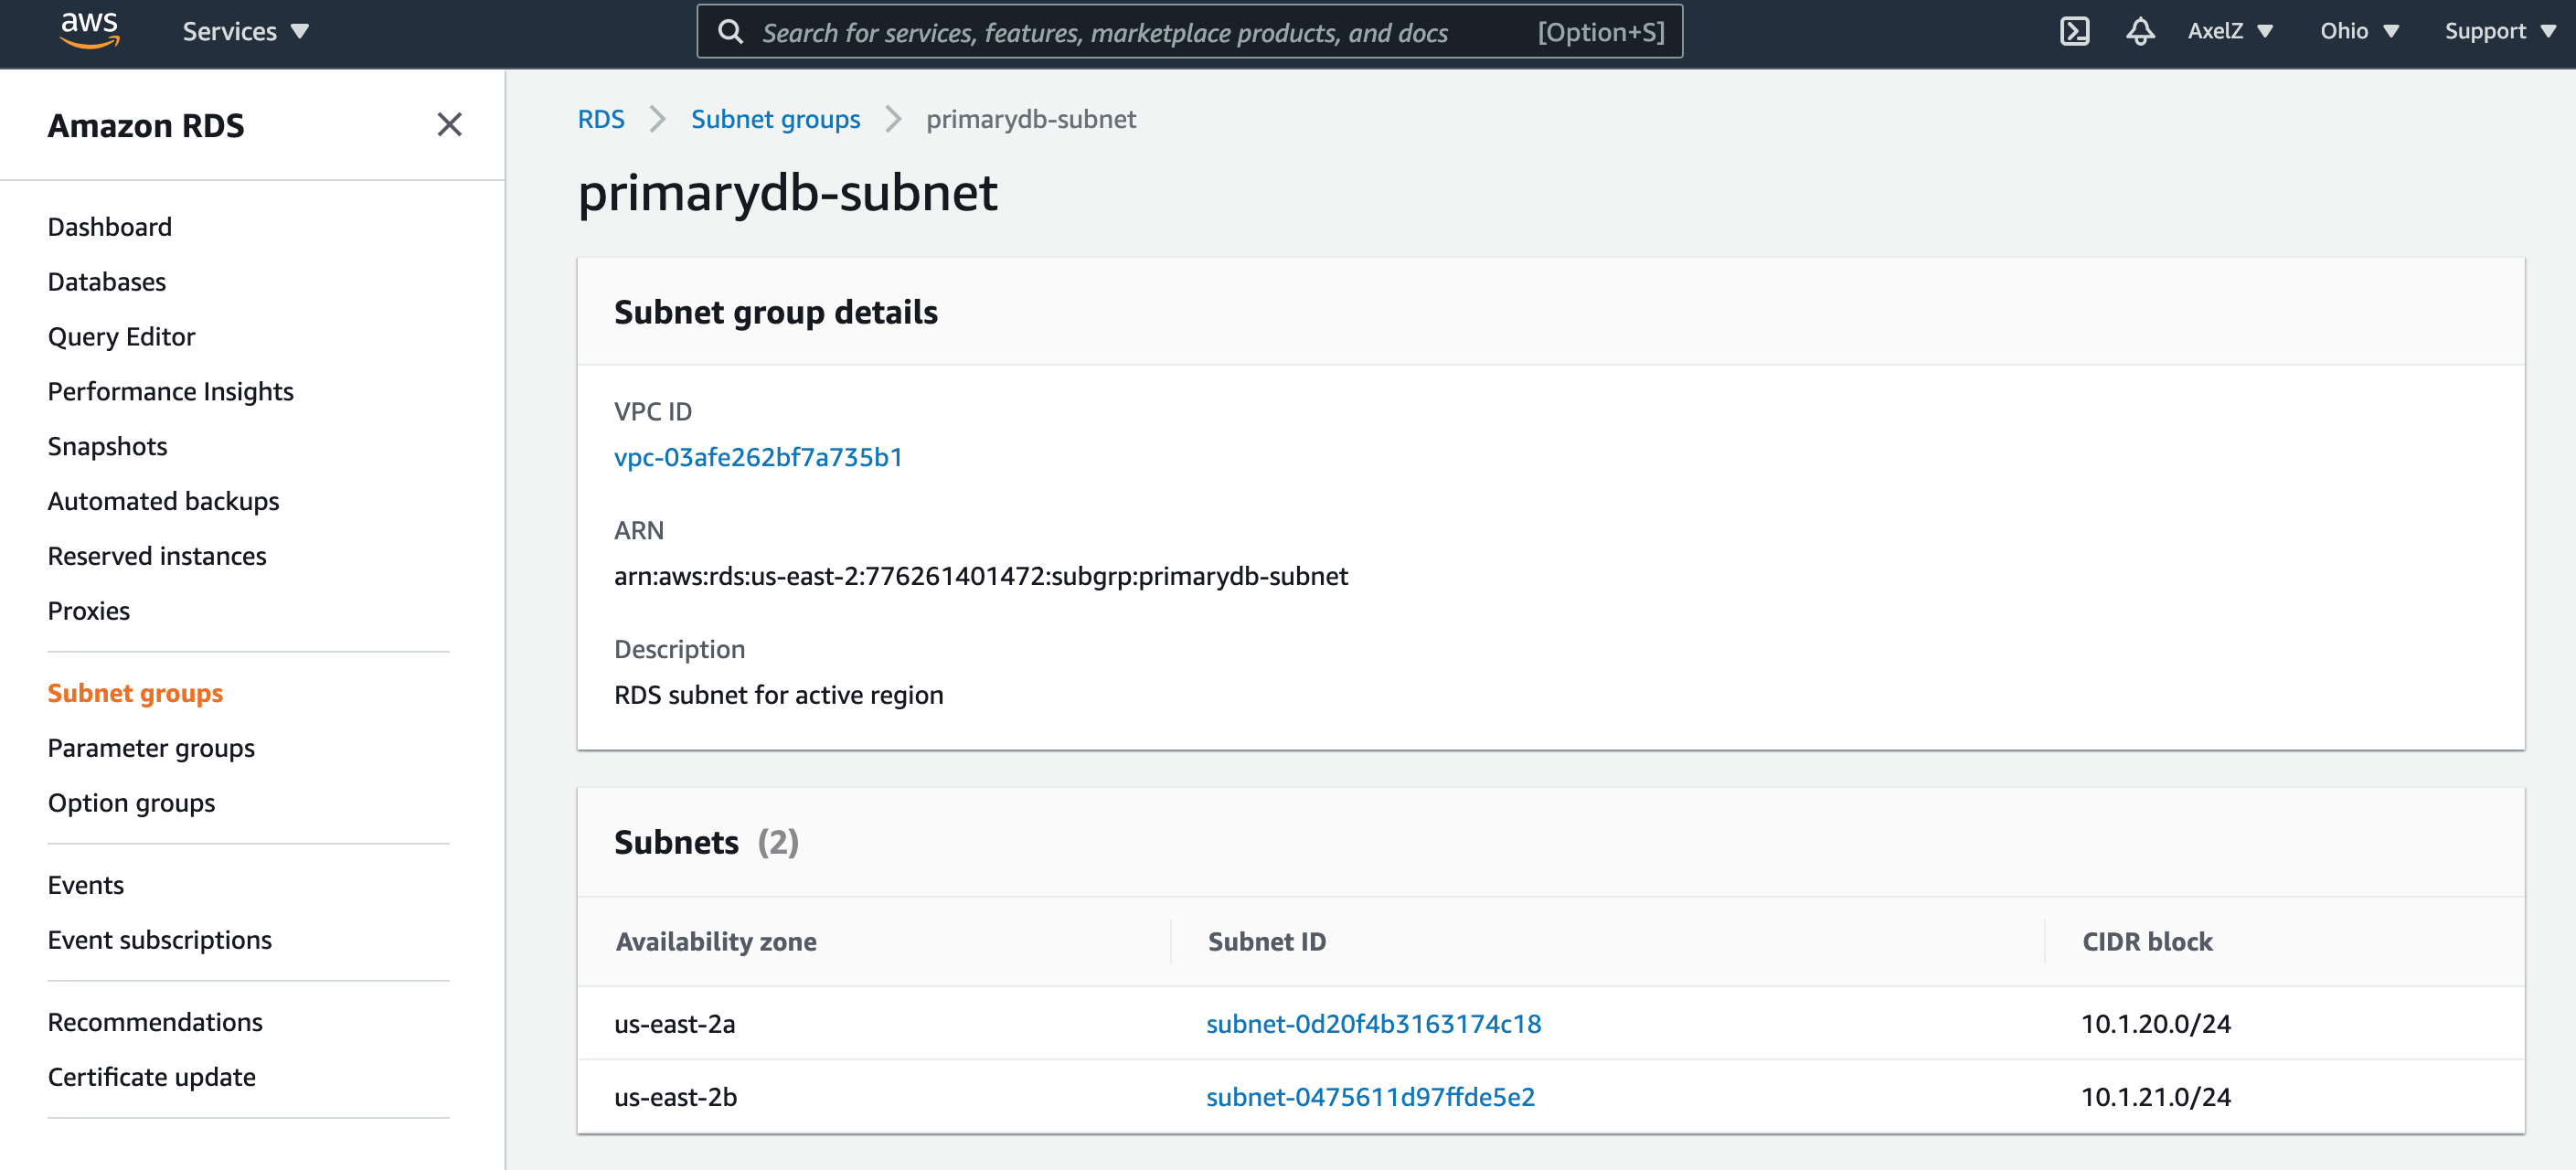 aws Services Search for services, features, marketplace products, and docs [Option+S] AxelZ Ohio Support
Amazon RDS
Dashboard
Databases
Query Editor
Performance Insights
Snapshots
Automated backups
Reserved instances
Proxies
Subnet groups
Parameter groups
Option groups
Events
Event subscriptions
Recommendations
Certificate update
RDS Subnet groups primarydb-subnet
primarydb-subnet
Subnet group details
VPC ID
vpc-03afe262bf7a735b1
ARN
arn:aws:rds:us-east-2:776261401472:subgrp:primarydb-subnet
Description
RDS subnet for active region
Subnets (2)
Availability zone Subnet ID CIDR block
us-east-2a subnet-0d20f4b3163174c18 10.1.20.0/24
us-east-2b subnet-0475611d97ffde5e2 10.1.21.0/24